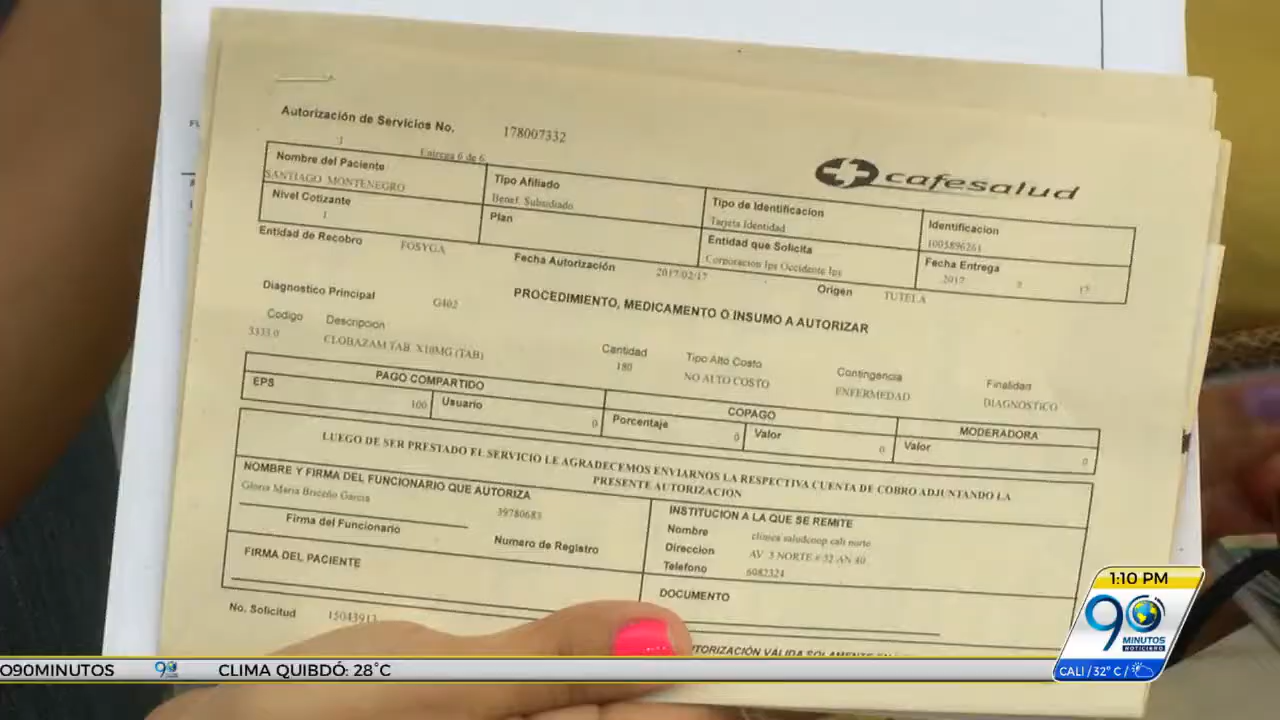 Autorización de Servicios No. 178007332
1 Entrega 6 de 6
cafesalud
Nombre del Paciente Tipo Afiliado Tipo de Identificacion Identificacion
SANTIAGO MONTENEGRO Benef. Subsidiado Tarjeta Identidad 1005896261
Nivel Cotizante Plan Entidad que Solicita Fecha Entrega
1 Corporacion Ips Occidente Ips 2017 17
Entidad de Recobro FOSYGA Fecha Autorización 2017/02/17 Origen TUTELA
Diagnostico Principal G402 PROCEDIMIENTO, MEDICAMENTO O INSUMO A AUTORIZAR
Codigo Descripcion Cantidad Tipo Alto Costo Contingencia Finalidad
3333.0 CLOBAZAM TAB X10MG (TAB) 180 NO ALTO COSTO ENFERMEDAD DIAGNOSTICO
PAGO COMPARTIDO COPAGO MODERADORA
EPS 100 Usuario 0 Porcentaje 0 Valor 0 Valor 0
LUEGO DE SER PRESTADO EL SERVICIO LE AGRADECEMOS ENVIARNOS LA RESPECTIVA CUENTA DE COBRO ADJUNTANDO LA
PRESENTE AUTORIZACION
NOMBRE Y FIRMA DEL FUNCIONARIO QUE AUTORIZA INSTITUCION A LA QUE SE REMITE
Gloria Maria Briceño Garcia 39780683 Nombre clinica saludcoop cali norte
Firma del Funcionario Numero de Registro Direccion AV 3 NORTE # 32 AN 40
Telefono 6082324
FIRMA DEL PACIENTE DOCUMENTO
No. Solicitud 15043913
1:10 PM
90
MINUTOS
NOTICIERO
CALI / 32° C /
O90MINUTOS 90 CLIMA QUIBDÓ: 28°C